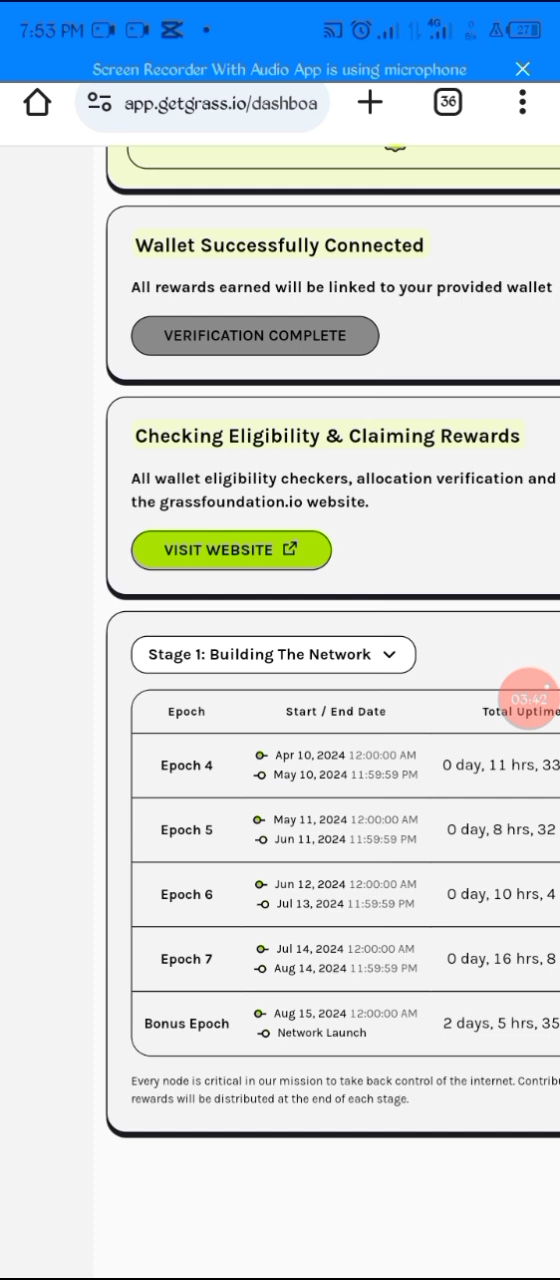 7:53 PM
4G
27
Screen Recorder With Audio App is using microphone
app.getgrass.io/dashboa
36
Wallet Successfully Connected
All rewards earned will be linked to your provided wallet
VERIFICATION COMPLETE
Checking Eligibility & Claiming Rewards
All wallet eligibility checkers, allocation verification and
the grassfoundation.io website.
VISIT WEBSITE
Stage 1: Building The Network
03:42
Epoch Start / End Date Total Uptime
Epoch 4 Apr 10, 2024 12:00:00 AM 0 day, 11 hrs, 33
May 10, 2024 11:59:59 PM
Epoch 5 May 11, 2024 12:00:00 AM 0 day, 8 hrs, 32
Jun 11, 2024 11:59:59 PM
Epoch 6 Jun 12, 2024 12:00:00 AM 0 day, 10 hrs, 4
Jul 13, 2024 11:59:59 PM
Epoch 7 Jul 14, 2024 12:00:00 AM 0 day, 16 hrs, 8
Aug 14, 2024 11:59:59 PM
Bonus Epoch Aug 15, 2024 12:00:00 AM 2 days, 5 hrs, 35
Network Launch
Every node is critical in our mission to take back control of the internet. Contrib
rewards will be distributed at the end of each stage.